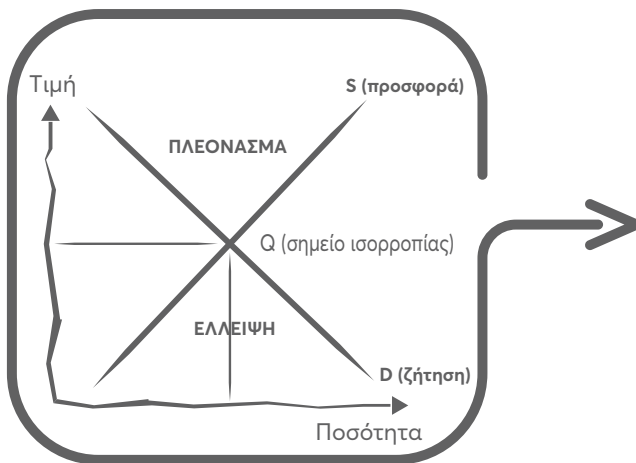 Τιμή
S (προσφορά)
ΠΛΕΟΝΑΣΜΑ
Q (σημείο ισορροπίας)
ΕΛΛΕΙΨΗ
D (ζήτηση)
Ποσότητα